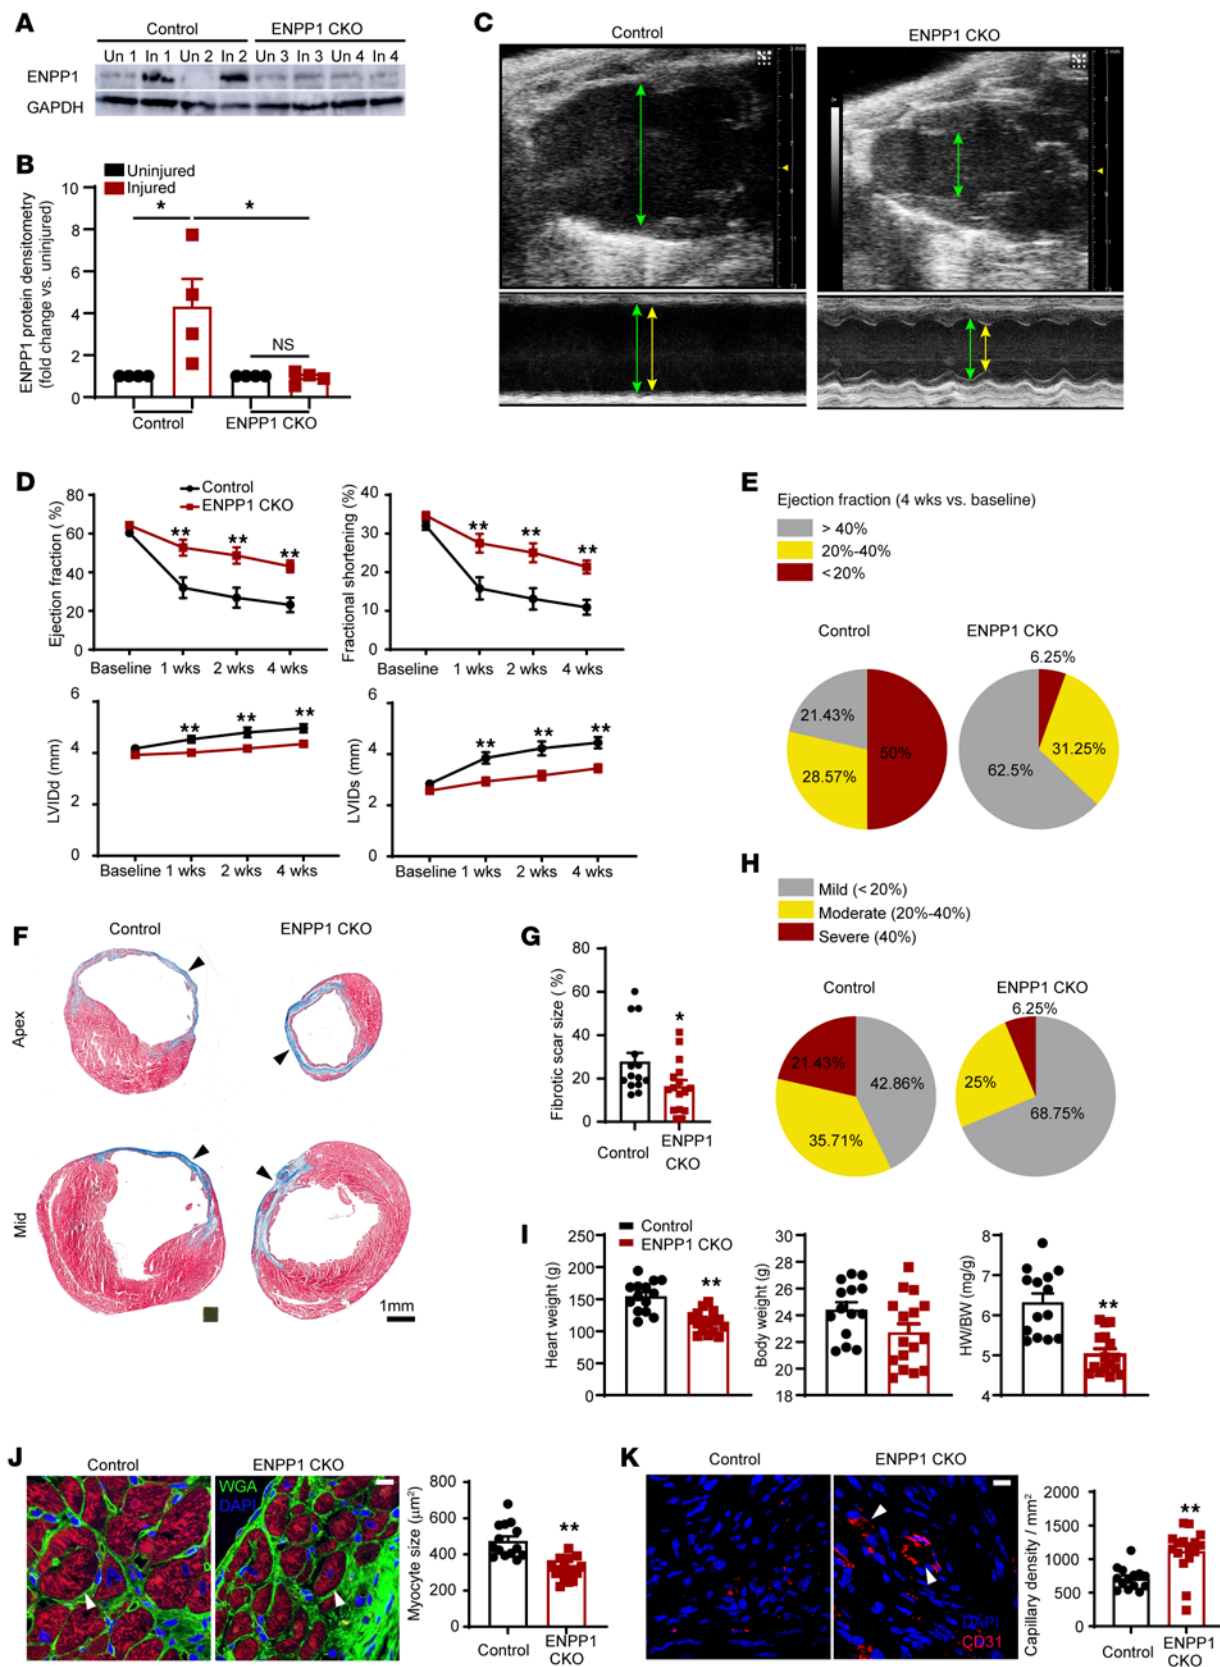 A
Control
ENPP1 CKO
Un 1 In 1 Un 2 In 2 Un 3 In 3 Un 4 In 4
ENPP1
GAPDH
B
Uninjured
Injured
ENPP1 protein densitometry
(fold change vs. uninjured)
10
8
6
4
2
0
*
*
NS
Control
ENPP1 CKO
C
Control
ENPP1 CKO
D
Control
ENPP1 CKO
Ejection fraction ( %)
80
60
40
20
0
** ** **
Baseline 1 wks 2 wks 4 wks
Fractional shortening (%)
40
30
20
10
0
** ** **
Baseline 1 wks 2 wks 4 wks
LVIDd (mm)
6
4
2
0
** ** **
Baseline 1 wks 2 wks 4 wks
LVIDs (mm)
6
4
2
0
** ** **
Baseline 1 wks 2 wks 4 wks
E
Ejection fraction (4 wks vs. baseline)
> 40%
20%-40%
<20%
Control
ENPP1 CKO
21.43%
50%
28.57%
6.25%
31.25%
62.5%
F
Control
ENPP1 CKO
Apex
Mid
1mm
G
Fibrotic scar size ( %)
80
60
40
20
0
*
Control
ENPP1
CKO
H
Mild (<20%)
Moderate (20%-40%)
Severe (40%)
Control
ENPP1 CKO
21.43%
42.86%
35.71%
6.25%
25%
68.75%
I
Control
ENPP1 CKO
Heart weight (g)
250
200
150
100
50
0
**
Body weight (g)
30
28
26
24
22
20
18
HW/BW (mg/g)
8
7
6
5
4
**
J
Control
ENPP1 CKO
WGA
DAPI
Myocyte size (μm²)
800
600
400
200
0
**
Control
ENPP1
CKO
K
Control
ENPP1 CKO
DAPI
CD31
Capillary density / mm²
2000
1500
1000
500
0
**
Control
ENPP1
CKO